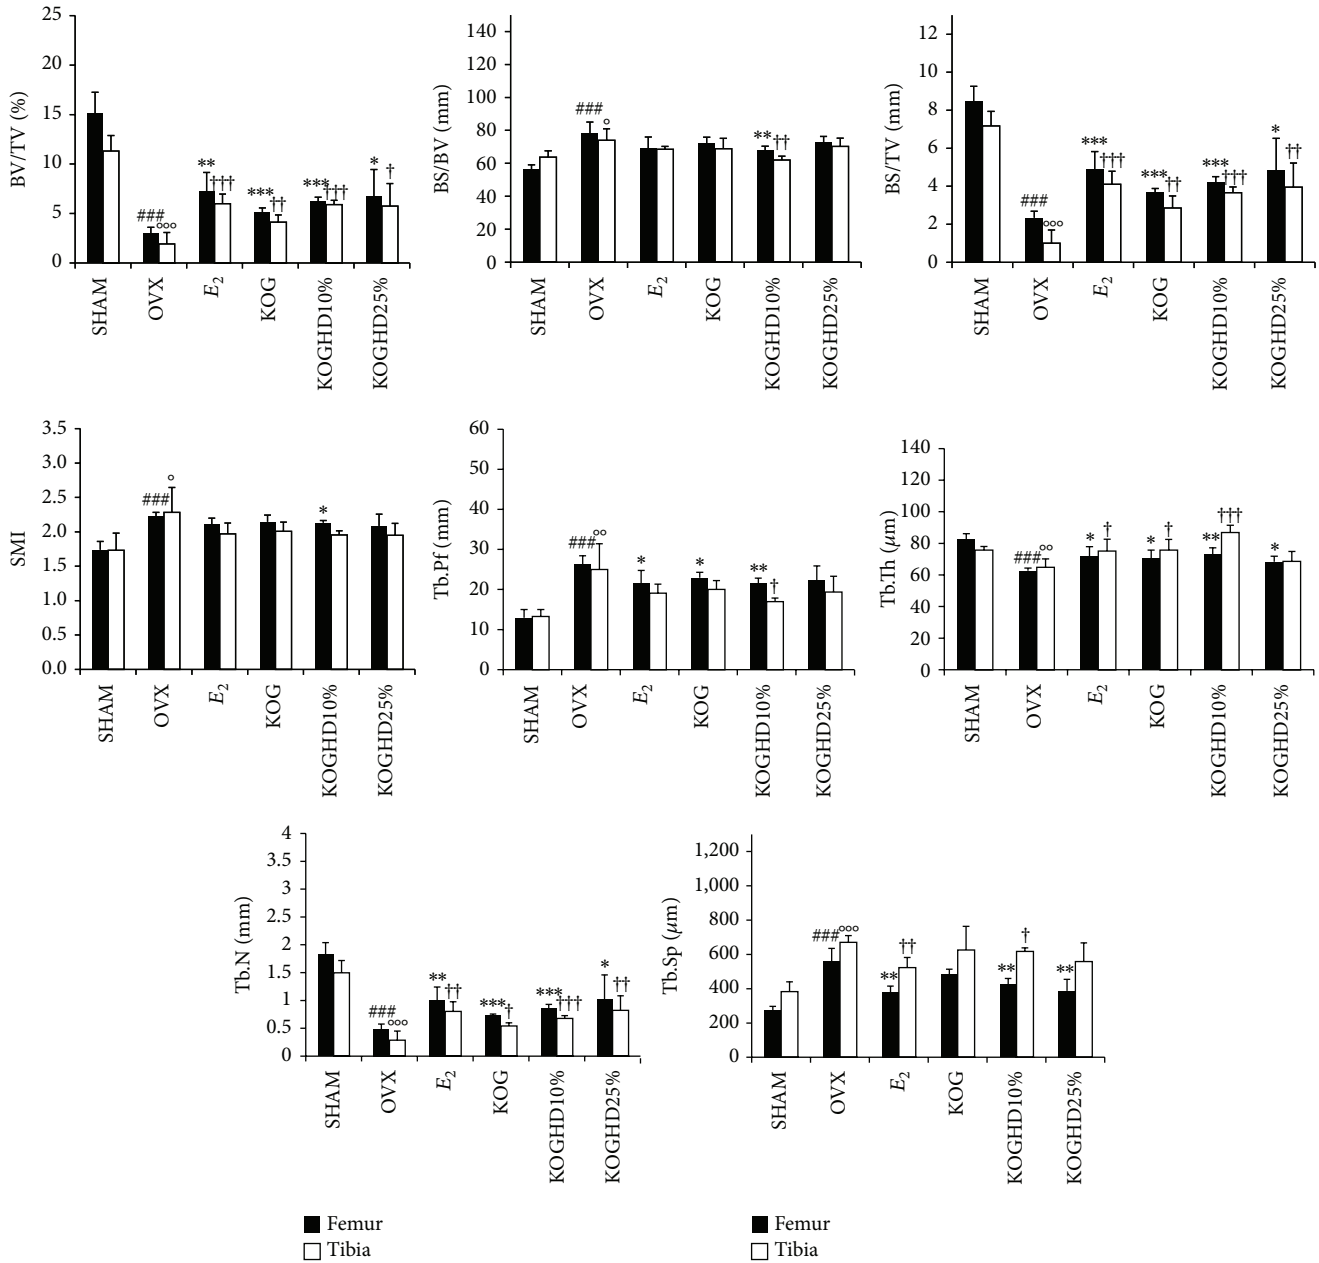 BV/TV (%)
25
20
15
10
5
0
###
°°°
**
†††
***
††
***
†††
*
†
SHAM
OVX
E2
KOG
KOGHD10%
KOGHD25%
BS/BV (mm)
140
120
100
80
60
40
20
0
###
°
**
††
SHAM
OVX
E2
KOG
KOGHD10%
KOGHD25%
BS/TV (mm)
12
10
8
6
4
2
0
###
°°°
***
†††
***
††
***
†††
*
††
SHAM
OVX
E2
KOG
KOGHD10%
KOGHD25%
SMI
3.5
3.0
2.5
2.0
1.5
1.0
0.5
0.0
###
°
*
SHAM
OVX
E2
KOG
KOGHD10%
KOGHD25%
Tb.Pf (mm)
60
50
40
30
20
10
0
###
°°
*
*
**
†
SHAM
OVX
E2
KOG
KOGHD10%
KOGHD25%
Tb.Th (μm)
140
120
100
80
60
40
20
0
###
°°
*
†
*
†
**
†††
*
SHAM
OVX
E2
KOG
KOGHD10%
KOGHD25%
Tb.N (mm)
4
3.5
3
2.5
2
1.5
1
0.5
0
###
°°°
**
††
***
†
***
†††
*
††
SHAM
OVX
E2
KOG
KOGHD10%
KOGHD25%
Femur
Tibia
Tb.Sp (μm)
1,200
1,000
800
600
400
200
0
###
°°°
**
††
**
†
**
SHAM
OVX
E2
KOG
KOGHD10%
KOGHD25%
Femur
Tibia